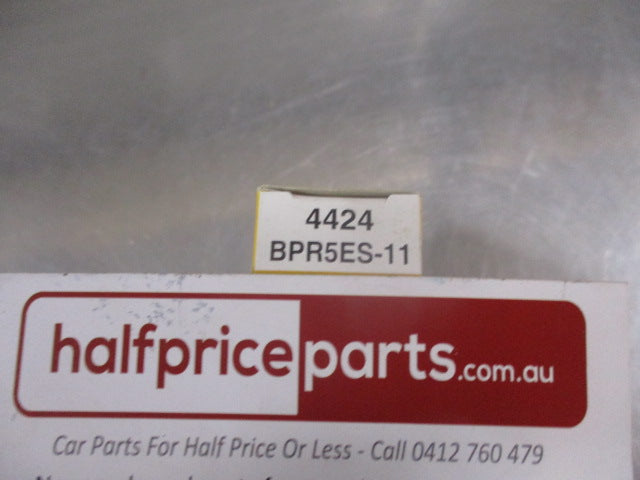 4424
BPR5ES-11
halfpriceparts.com.au
Car Parts For Half Price Or Less - Call 0412 760 479